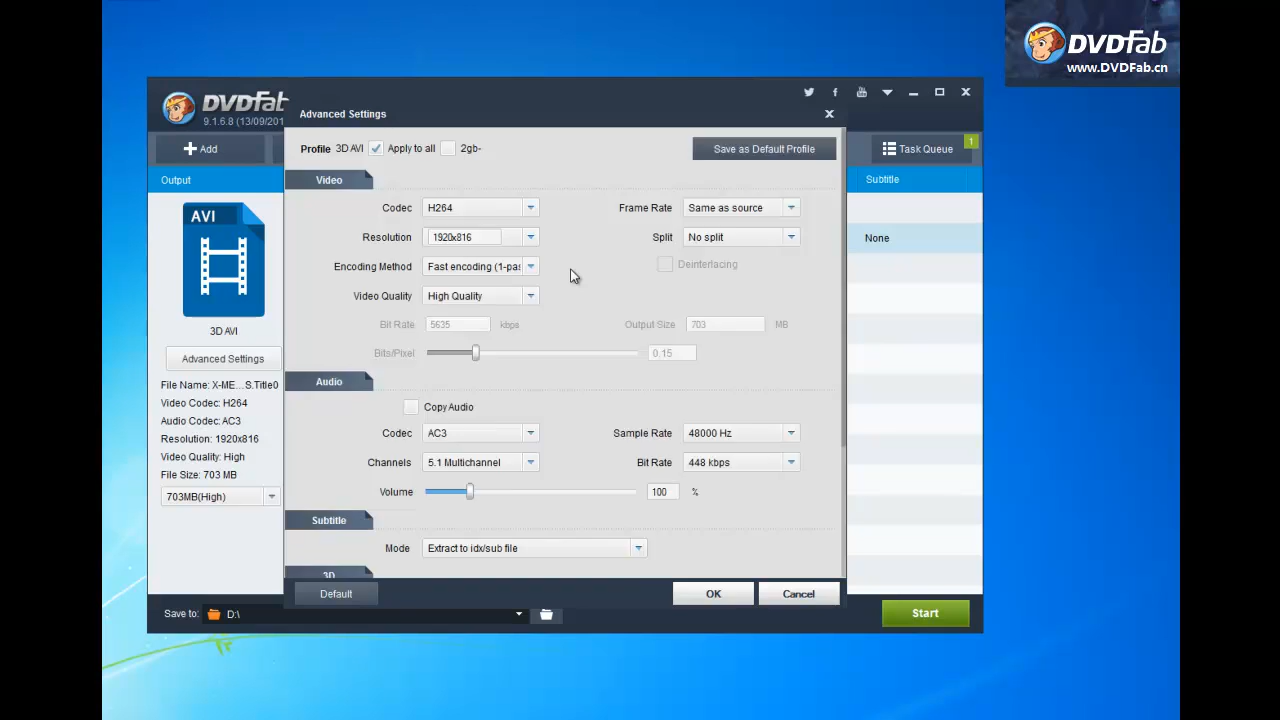 DVDFab
www.DVDFab.cn
DVDFab
9.1.6.8 (13/09/201
Advanced Settings
Add
Task Queue
1
Profile 3D AVI Apply to all 2gb-
Save as Default Profile
Output
Subtitle
Video
AVI
Codec H264 Frame Rate Same as source
Resolution 1920x816 Split No split
None
Encoding Method Fast encoding (1-pas Deinterlacing
Video Quality High Quality
Bit Rate 5635 kbps Output Size 703 MB
3D AVI
Bits/Pixel 0.15
Advanced Settings
File Name: X-ME...S.Title0
Video Codec: H264
Audio Codec: AC3
Resolution: 1920x816
Video Quality: High
File Size: 703 MB
703MB(High)
Audio
Copy Audio
Codec AC3 Sample Rate 48000 Hz
Channels 5.1 Multichannel Bit Rate 448 kbps
Volume 100 %
Subtitle
Mode Extract to idx/sub file
3D
Default OK Cancel
Save to: D:\
Start